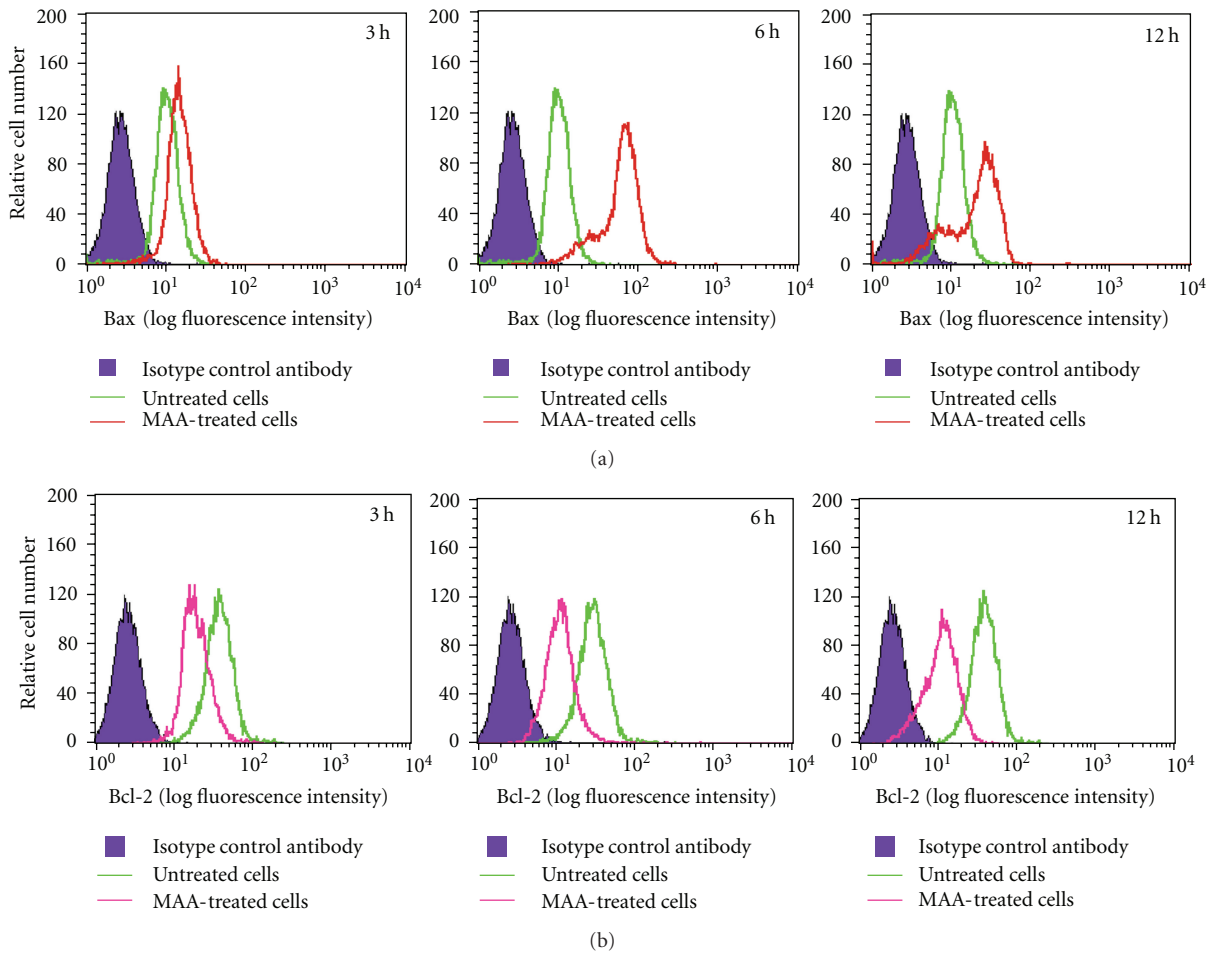 200
160
120
80
40
0
Relative cell number
3 h
10⁰ 10¹ 10² 10³ 10⁴
Bax (log fluorescence intensity)
Isotype control antibody
Untreated cells
MAA-treated cells
200
160
120
80
40
0
6 h
10⁰ 10¹ 10² 10³ 10⁴
Bax (log fluorescence intensity)
Isotype control antibody
Untreated cells
MAA-treated cells
200
160
120
80
40
0
12 h
10⁰ 10¹ 10² 10³ 10⁴
Bax (log fluorescence intensity)
Isotype control antibody
Untreated cells
MAA-treated cells
(a)
200
160
120
80
40
0
Relative cell number
3 h
10⁰ 10¹ 10² 10³ 10⁴
Bcl-2 (log fluorescence intensity)
Isotype control antibody
Untreated cells
MAA-treated cells
200
160
120
80
40
0
6 h
10⁰ 10¹ 10² 10³ 10⁴
Bcl-2 (log fluorescence intensity)
Isotype control antibody
Untreated cells
MAA-treated cells
200
160
120
80
40
0
12 h
10⁰ 10¹ 10² 10³ 10⁴
Bcl-2 (log fluorescence intensity)
Isotype control antibody
Untreated cells
MAA-treated cells
(b)